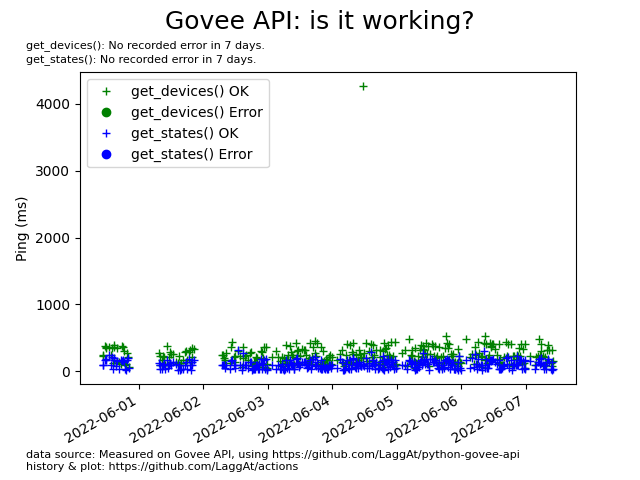 Govee API: is it working?
get_devices(): No recorded error in 7 days.
get_states(): No recorded error in 7 days.
get_devices() OK
get_devices() Error
get_states() OK
get_states() Error
Ping (ms)
4000
3000
2000
1000
0
2022-06-01
2022-06-02
2022-06-03
2022-06-04
2022-06-05
2022-06-06
2022-06-07
data source: Measured on Govee API, using https://github.com/LaggAt/python-govee-api
history & plot: https://github.com/LaggAt/actions